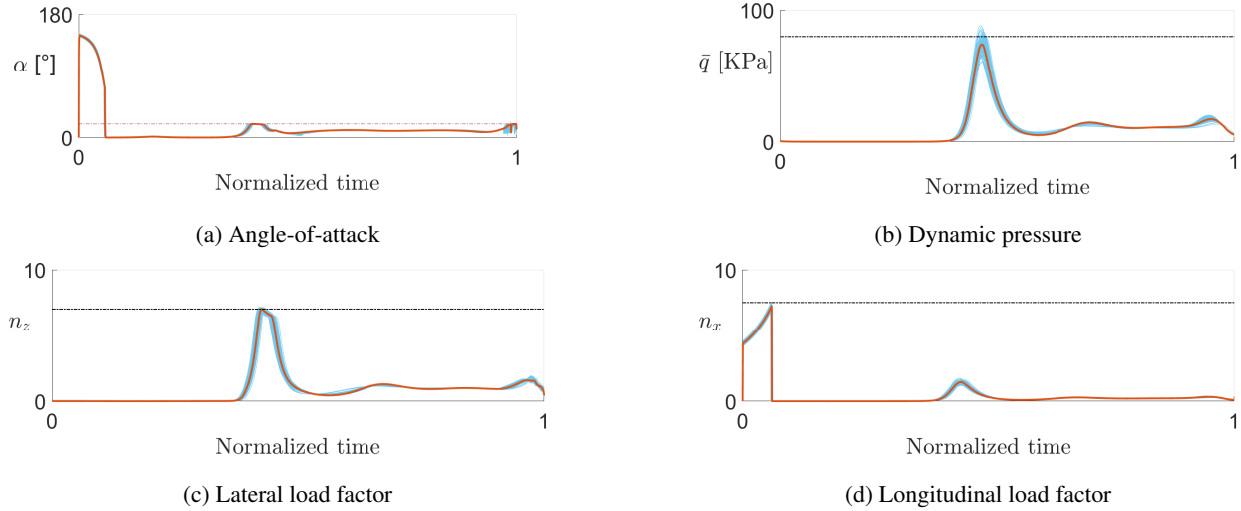 180
α [°]
0
0
1
Normalized time
(a) Angle-of-attack
100
q̄ [KPa]
0
0
1
Normalized time
(b) Dynamic pressure
10
n_z
0
0
1
Normalized time
(c) Lateral load factor
10
n_x
0
0
1
Normalized time
(d) Longitudinal load factor